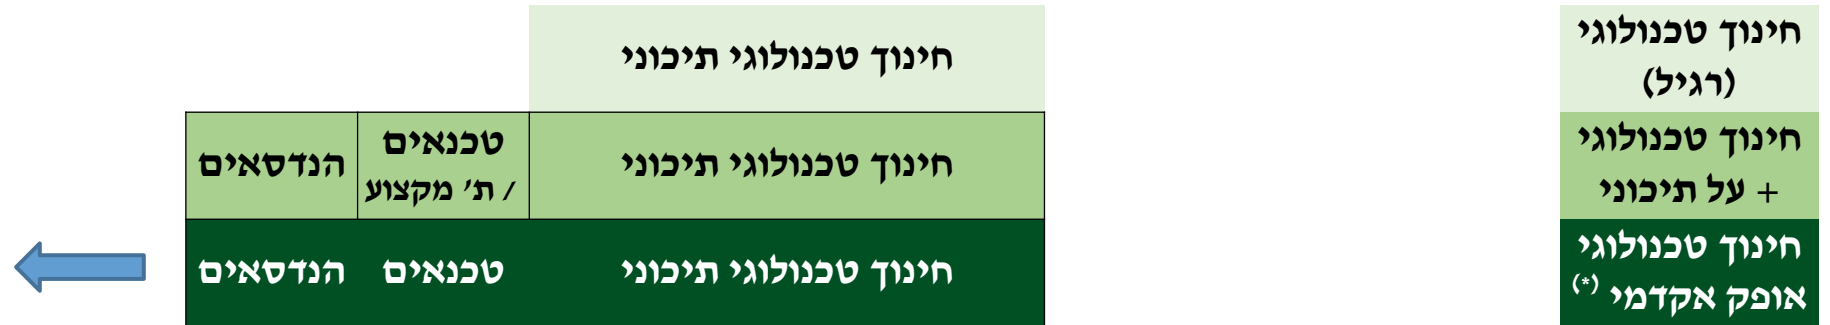 חינוך טכנולוגי
(רגיל)
חינוך טכנולוגי תיכוני
חינוך טכנולוגי
+ על תיכוני
חינוך טכנולוגי תיכוני
טכנאים
/ ת' מקצוע
הנדסאים
חינוך טכנולוגי
אופק אקדמי (*)
חינוך טכנולוגי תיכוני
טכנאים
הנדסאים